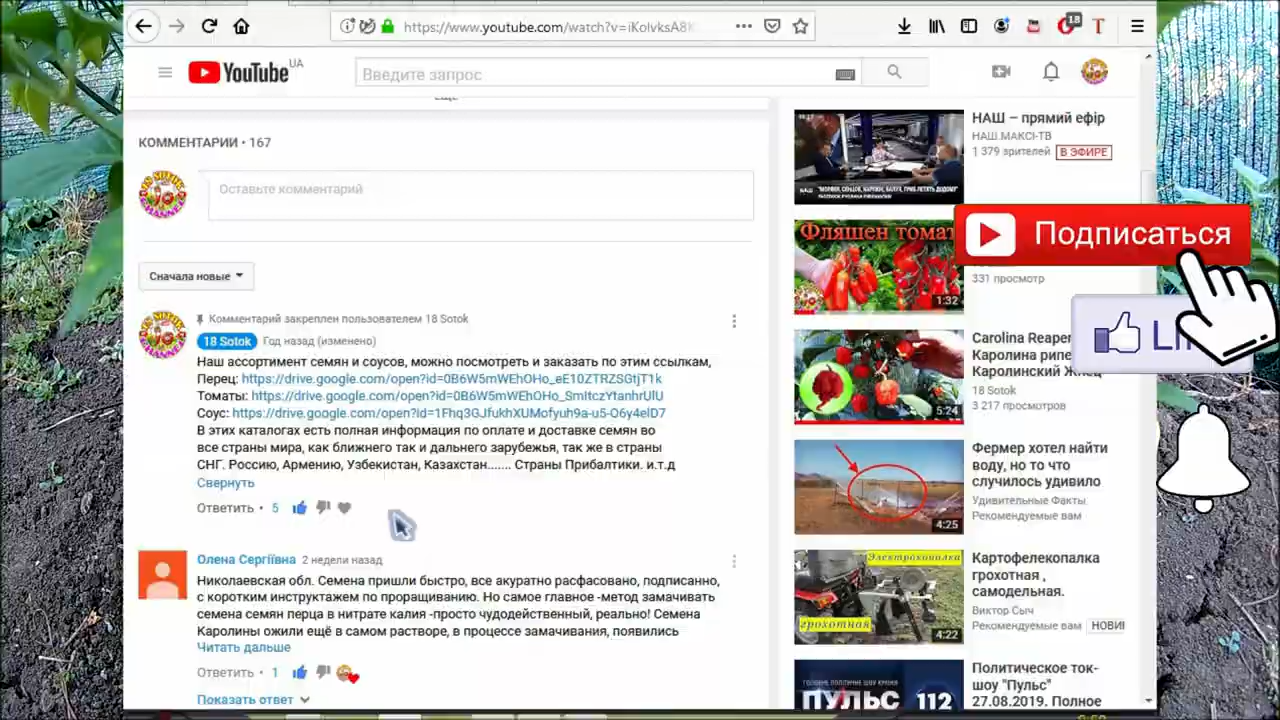 https://www.youtube.com/watch?v=iKolvksA8K
18
YouTube UA
Введите запрос
КОММЕНТАРИИ • 167
Оставьте комментарий
Сначала новые
Комментарий закреплен пользователем 18 Sotok
18 Sotok Год назад (изменено)
Наш ассортимент семян и соусов, можно посмотреть и заказать по этим ссылкам,
Перец: https://drive.google.com/open?id=0B6W5mWEhOHo_eE10ZTRZSGtjT1k
Томаты: https://drive.google.com/open?id=0B6W5mWEhOHo_SmItczYtanhrUlU
Соус: https://drive.google.com/open?id=1Fhq3GJfukhXUMofyuh9a-u5-O6y4elD7
В этих каталогах есть полная информация по оплате и доставке семян во
все страны мира, как ближнего так и дальнего зарубежья, так же в страны
СНГ. Россию, Армению, Узбекистан, Казахстан....... Страны Прибалтики. и.т.д
Свернуть
Ответить • 5
Олена Сергіївна 2 недели назад
Николаевская обл. Семена пришли быстро, все акуратно расфасовано, подписанно,
с коротким инструктажем по проращиванию. Но самое главное -метод замачивать
семена семян перца в нитрате калия -просто чудодейственный, реально! Семена
Каролины ожили ещё в самом растворе, в процессе замачивания, появились
Читать дальше
Ответить • 1
Показать ответ
НАШ – прямий ефір
НАШ.МАКСІ-ТВ
1 379 зрителей В ЭФИРЕ
НАШ
Фляшен томат
1:32
Подписаться
331 просмотр
Li
Carolina Reaper
Каролина рипе
Каролинский Жнец
18 Sotok
3 217 просмотров
5:24
Фермер хотел найти
воду, но то что
случилось удивило
Удивительные Факты
Рекомендуемые вам
4:25
Электрокопалка
грохотная
4:22
Картофелекопалка
грохотная ,
самодельная.
Виктор Сыч
Рекомендуемые вам НОВИ
ПУЛЬС 112
Политическое ток-
шоу "Пульс"
27.08.2019. Полное